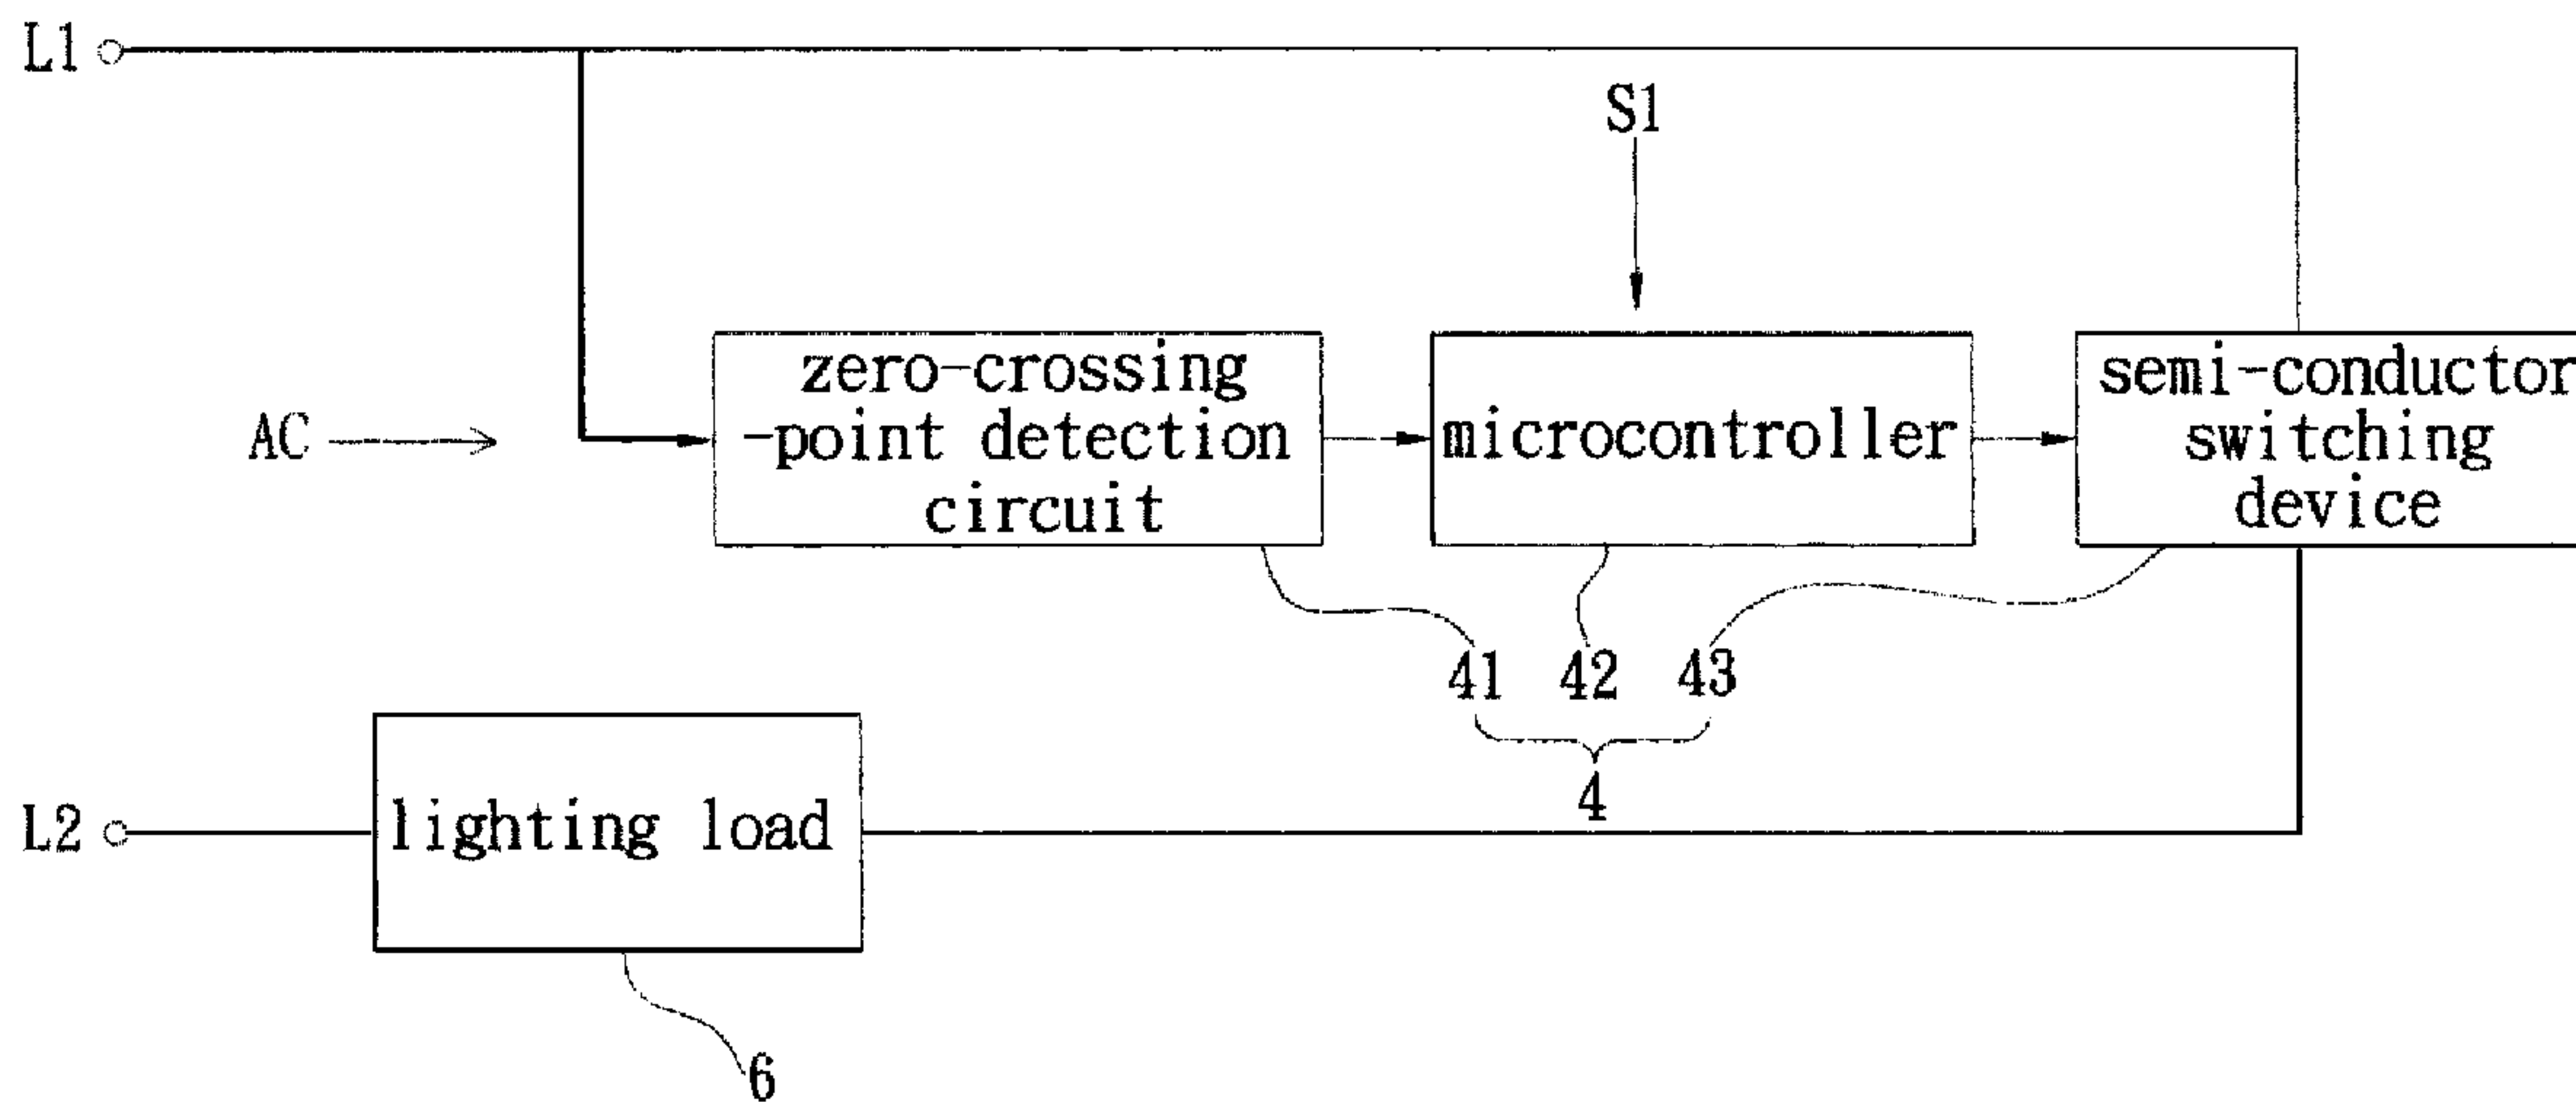 L1
S1
AC
zero-crossing
-point detection
circuit
microcontroller
semi-conductor
switching
device
41
42
43
4
L2
lighting load
6